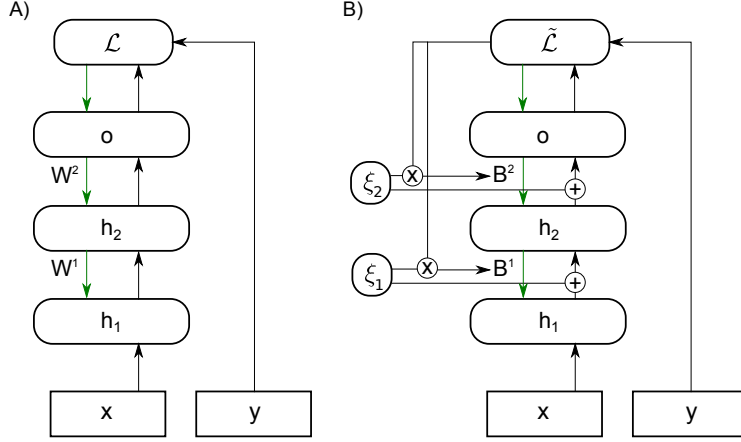 A)
ℒ
o
W²
h₂
W¹
h₁
x
y
B)
ℒ̃
o
ξ₂
x
B²
+
h₂
ξ₁
x
B¹
+
h₁
x
y